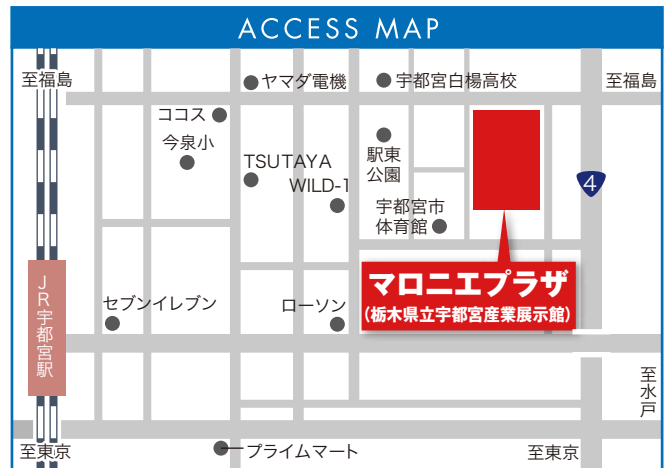 ACCESS MAP
至福島
ヤマダ電機
宇都宮白楊高校
至福島
ココス
今泉小
駅東
公園
TSUTAYA
WILD-1
4
宇都宮市
体育館
マロニエプラザ
(栃木県立宇都宮産業展示館)
JR宇都宮駅
セブンイレブン
ローソン
至水戸
至東京
プライムマート
至東京